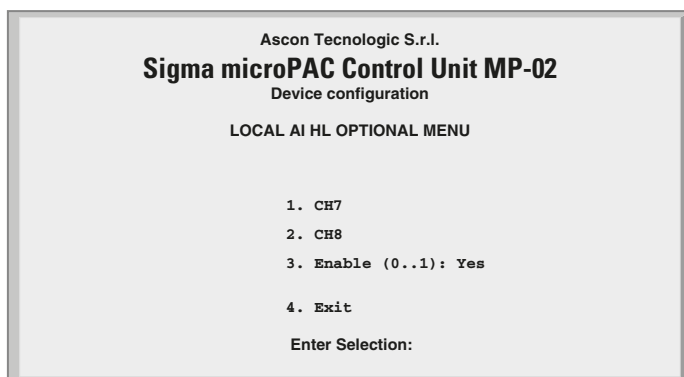 Ascon Tecnologic S.r.l.
Sigma microPAC Control Unit MP-02
Device configuration
LOCAL AI HL OPTIONAL MENU
1. CH7
2. CH8
3. Enable (0..1): Yes
4. Exit
Enter Selection: